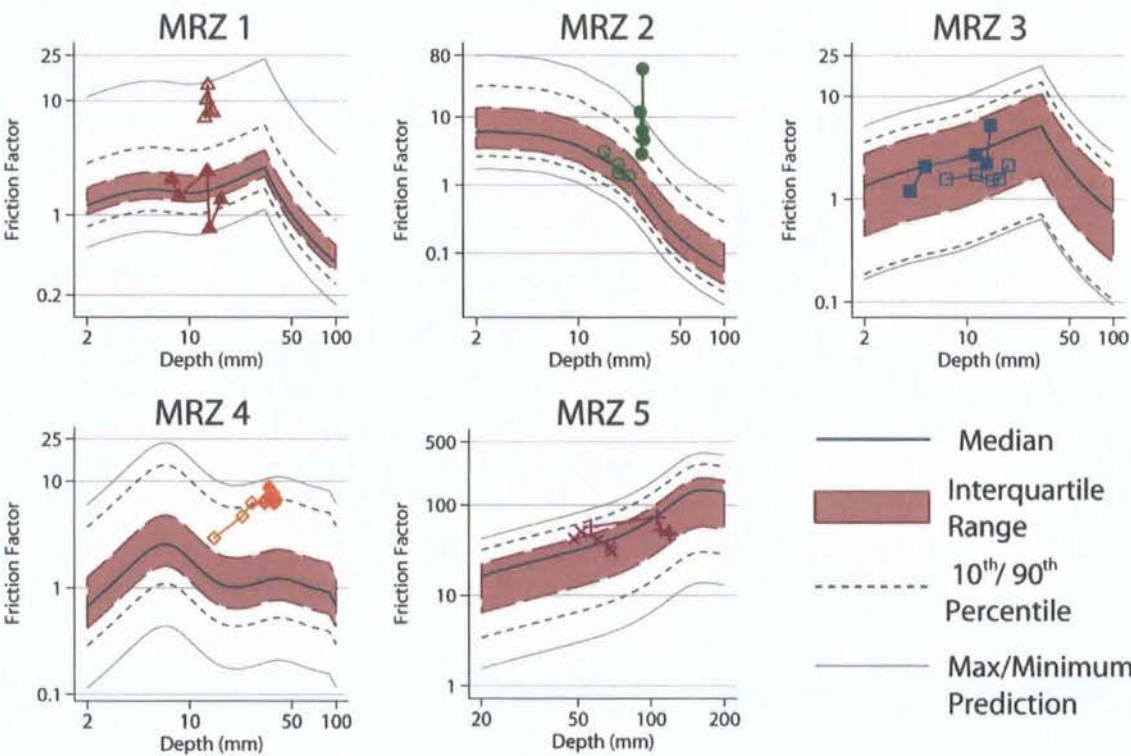 MRZ 1
MRZ 2
MRZ 3
25
10
1
0.2
Friction Factor
2
10
50
100
Depth (mm)
80
10
1
0.1
Friction Factor
2
10
50
100
Depth (mm)
25
10
1
0.1
Friction Factor
2
10
50
100
Depth (mm)
MRZ 4
MRZ 5
25
10
1
0.1
Friction Factor
2
10
50
100
Depth (mm)
500
100
10
1
Friction Factor
20
50
100
200
Depth (mm)
Median
Interquartile
Range
10th/ 90th
Percentile
Max/Minimum
Prediction